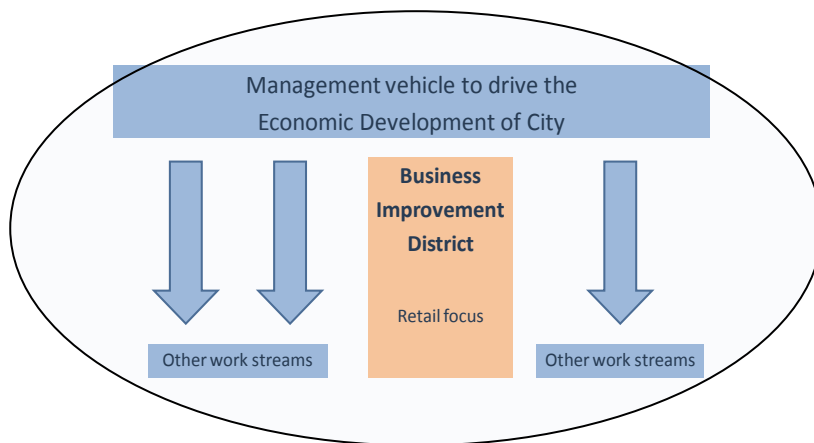 Management vehicle to drive the
Economic Development of City
Business
Improvement
District
Retail focus
Other work streams
Other work streams